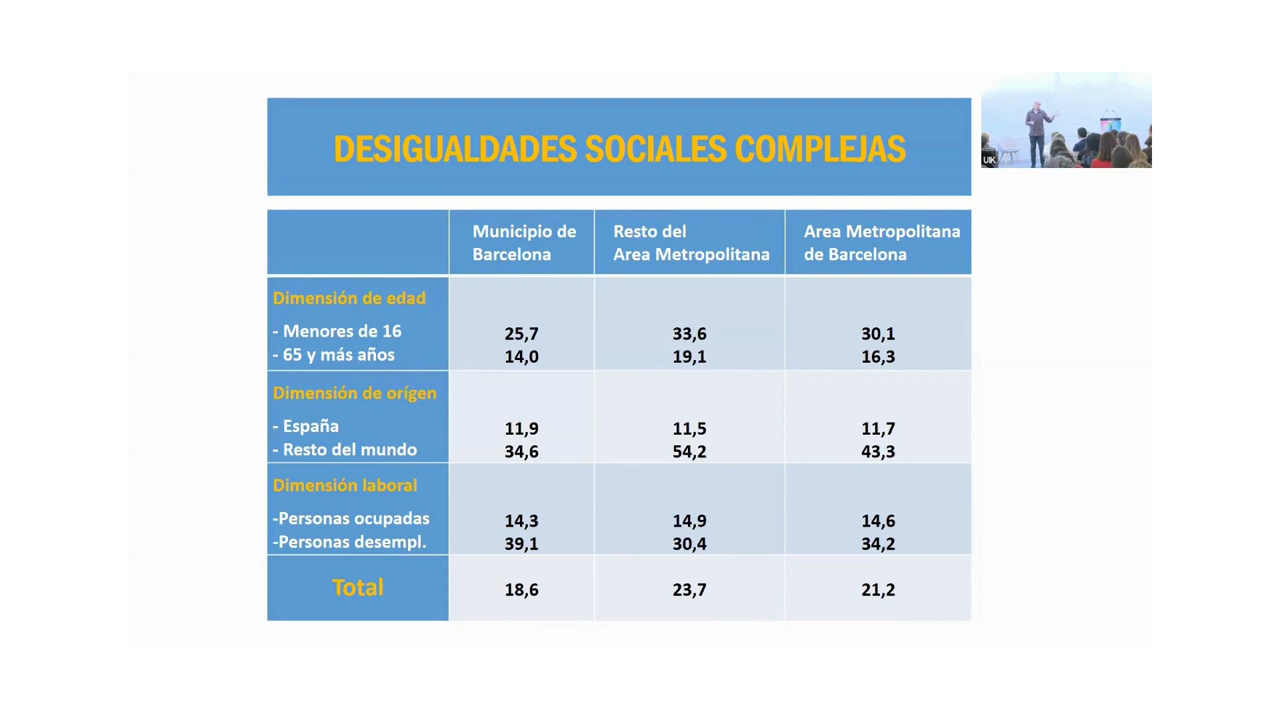 DESIGUALDADES SOCIALES COMPLEJAS
UIK
Municipio de Barcelona
Resto del Area Metropolitana
Area Metropolitana de Barcelona
Dimensión de edad
- Menores de 16 25,7 33,6 30,1
- 65 y más años 14,0 19,1 16,3
Dimensión de orígen
- España 11,9 11,5 11,7
- Resto del mundo 34,6 54,2 43,3
Dimensión laboral
-Personas ocupadas 14,3 14,9 14,6
-Personas desempl. 39,1 30,4 34,2
Total 18,6 23,7 21,2